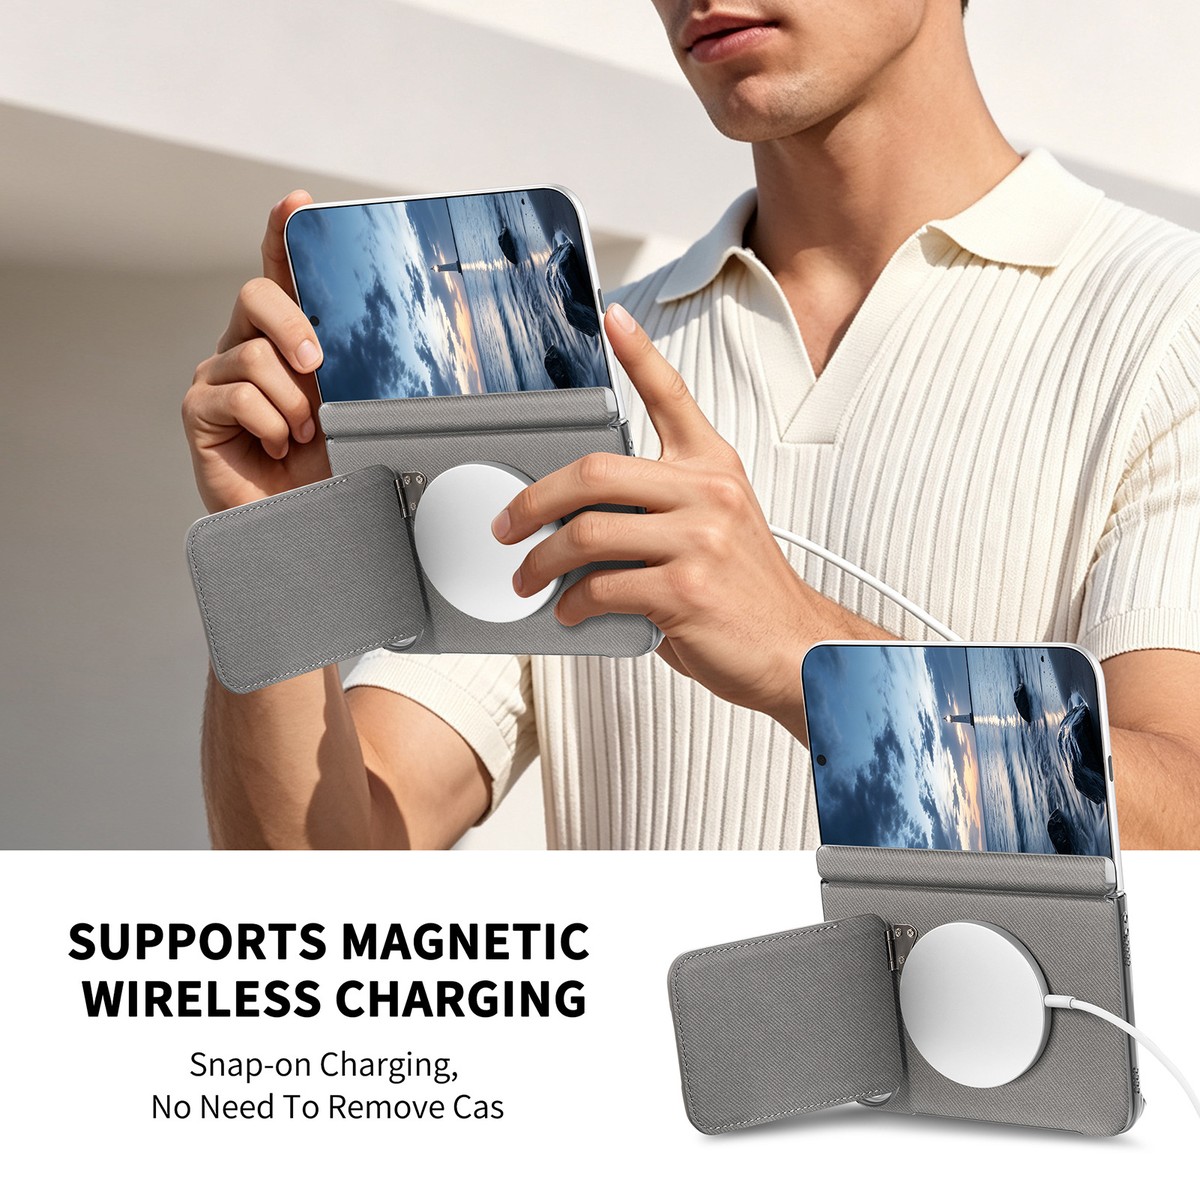 SUPPORTS MAGNETIC
WIRELESS CHARGING
Snap-on Charging,
No Need To Remove Cas